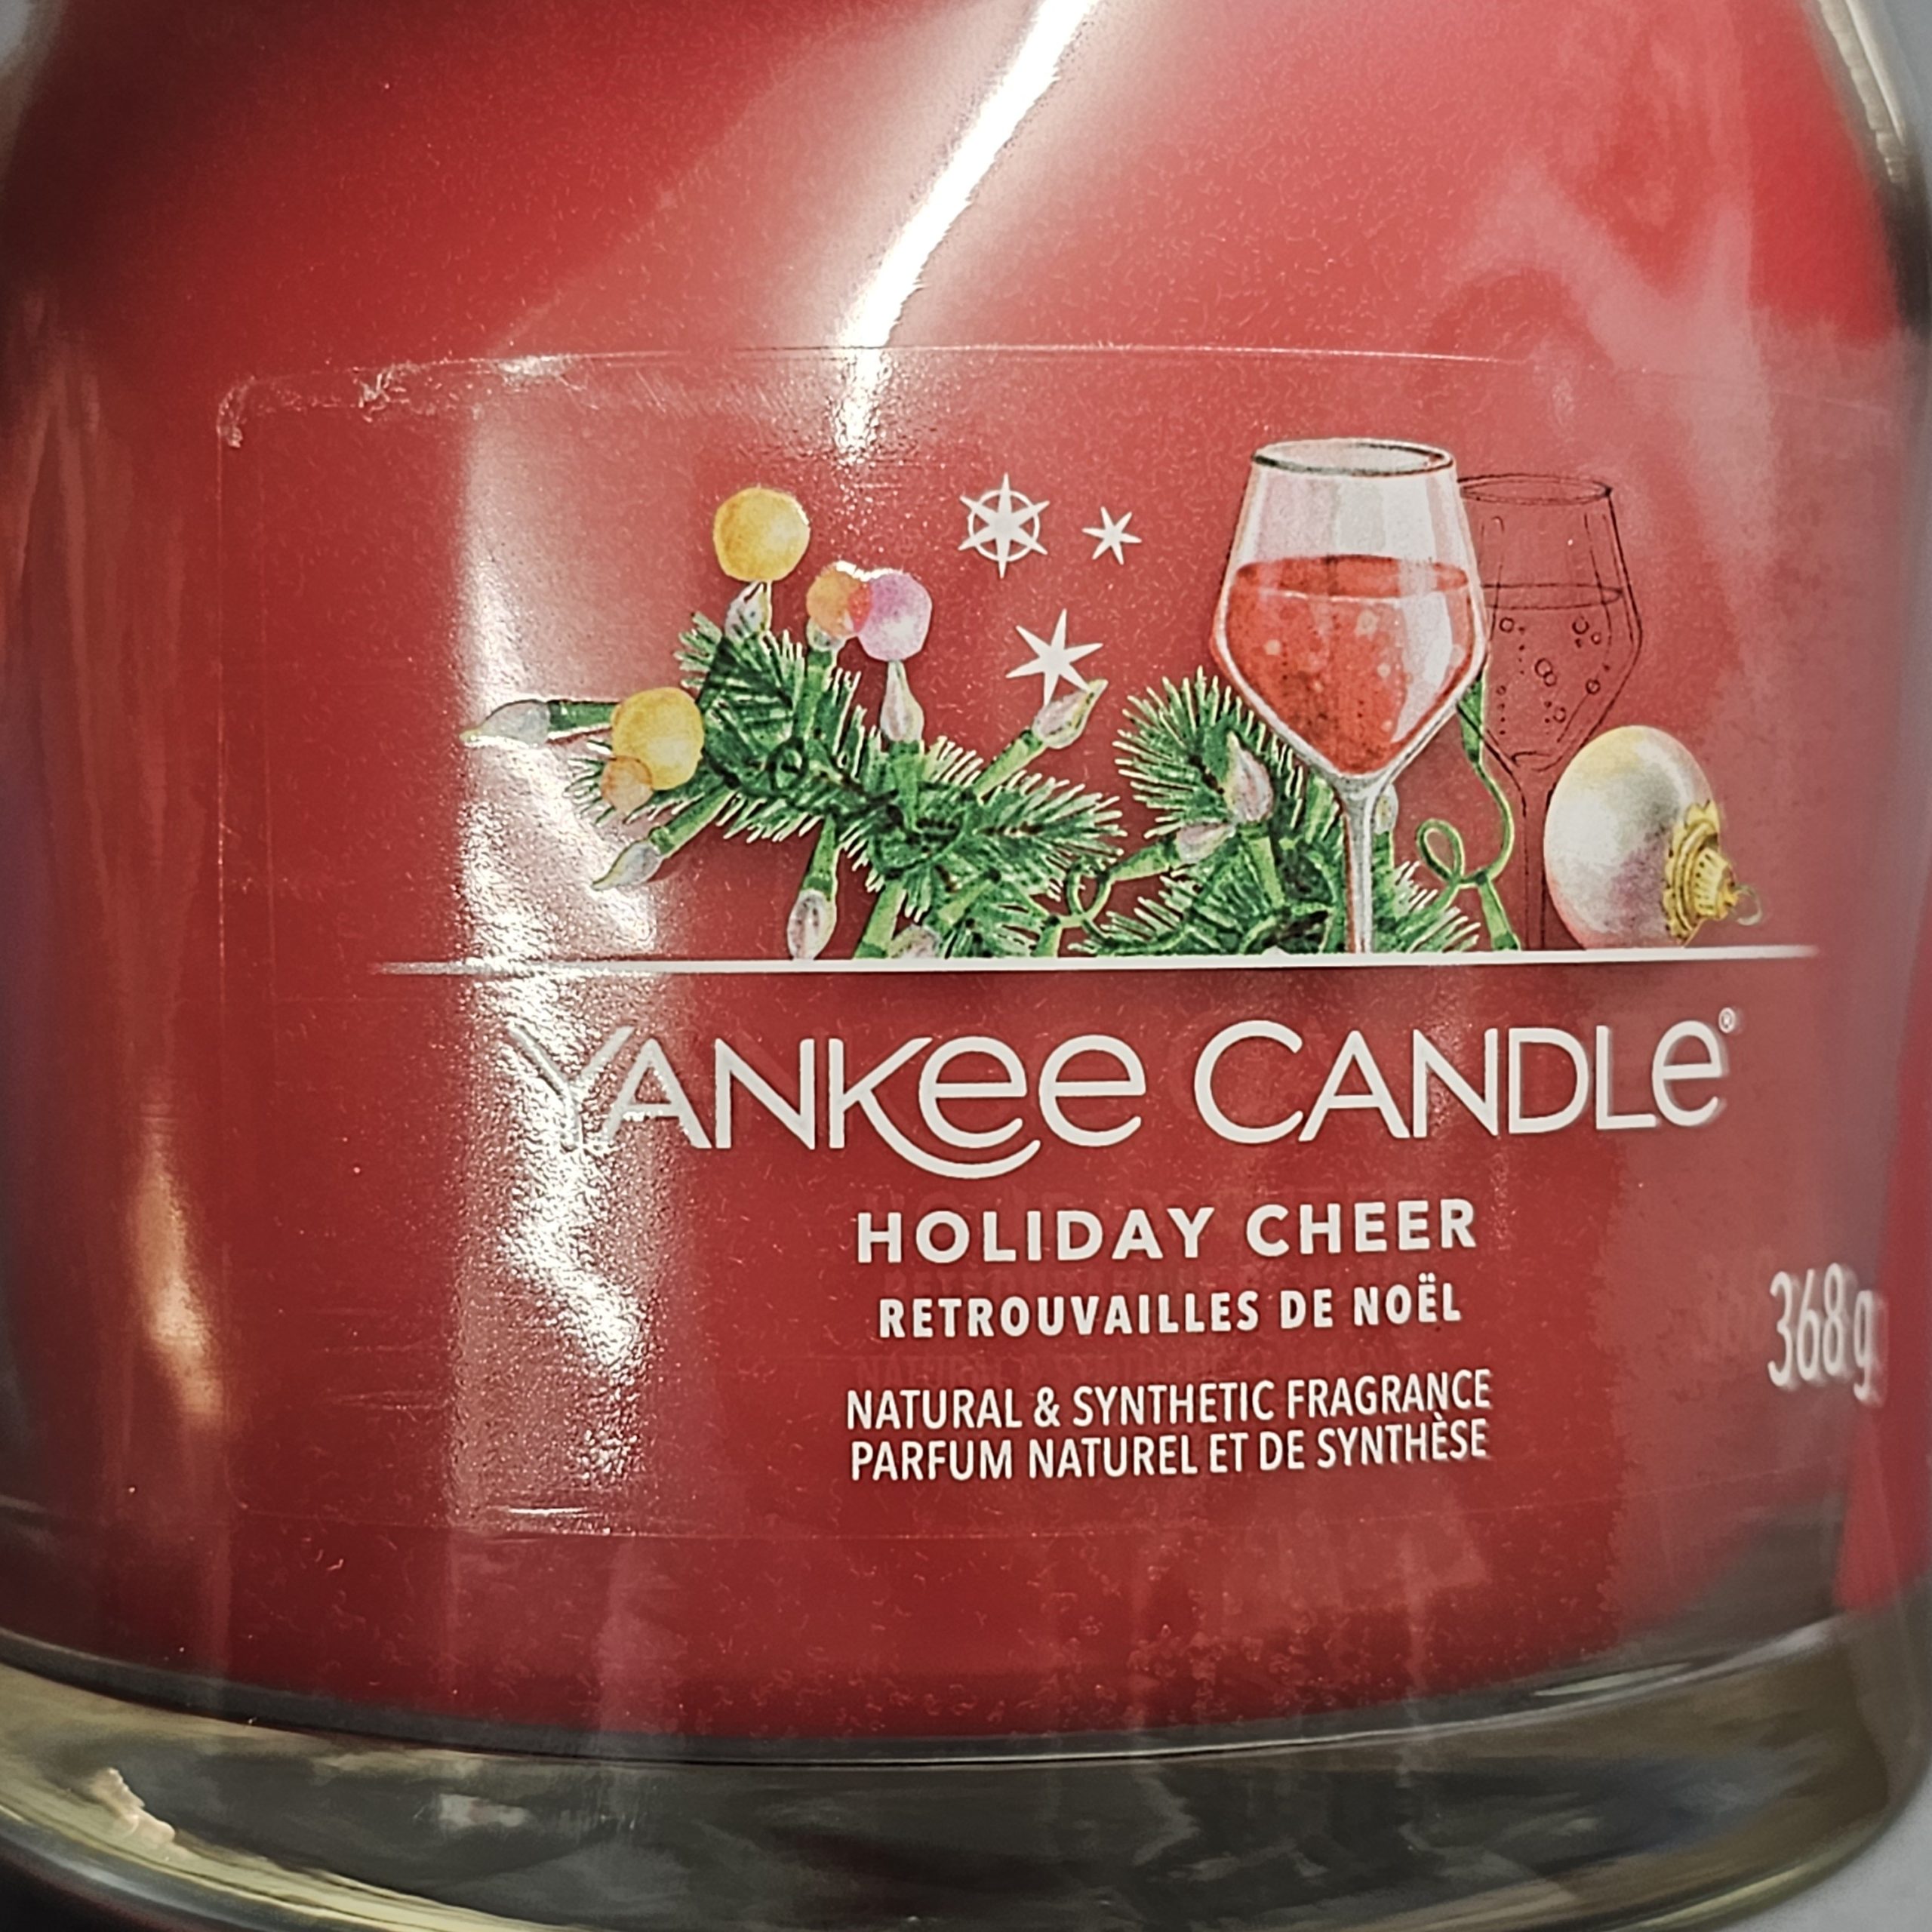 YANKEE CANDLE®
HOLIDAY CHEER
RETROUVAILLES DE NOËL
NATURAL & SYNTHETIC FRAGRANCE
PARFUM NATUREL ET DE SYNTHÈSE
368 g